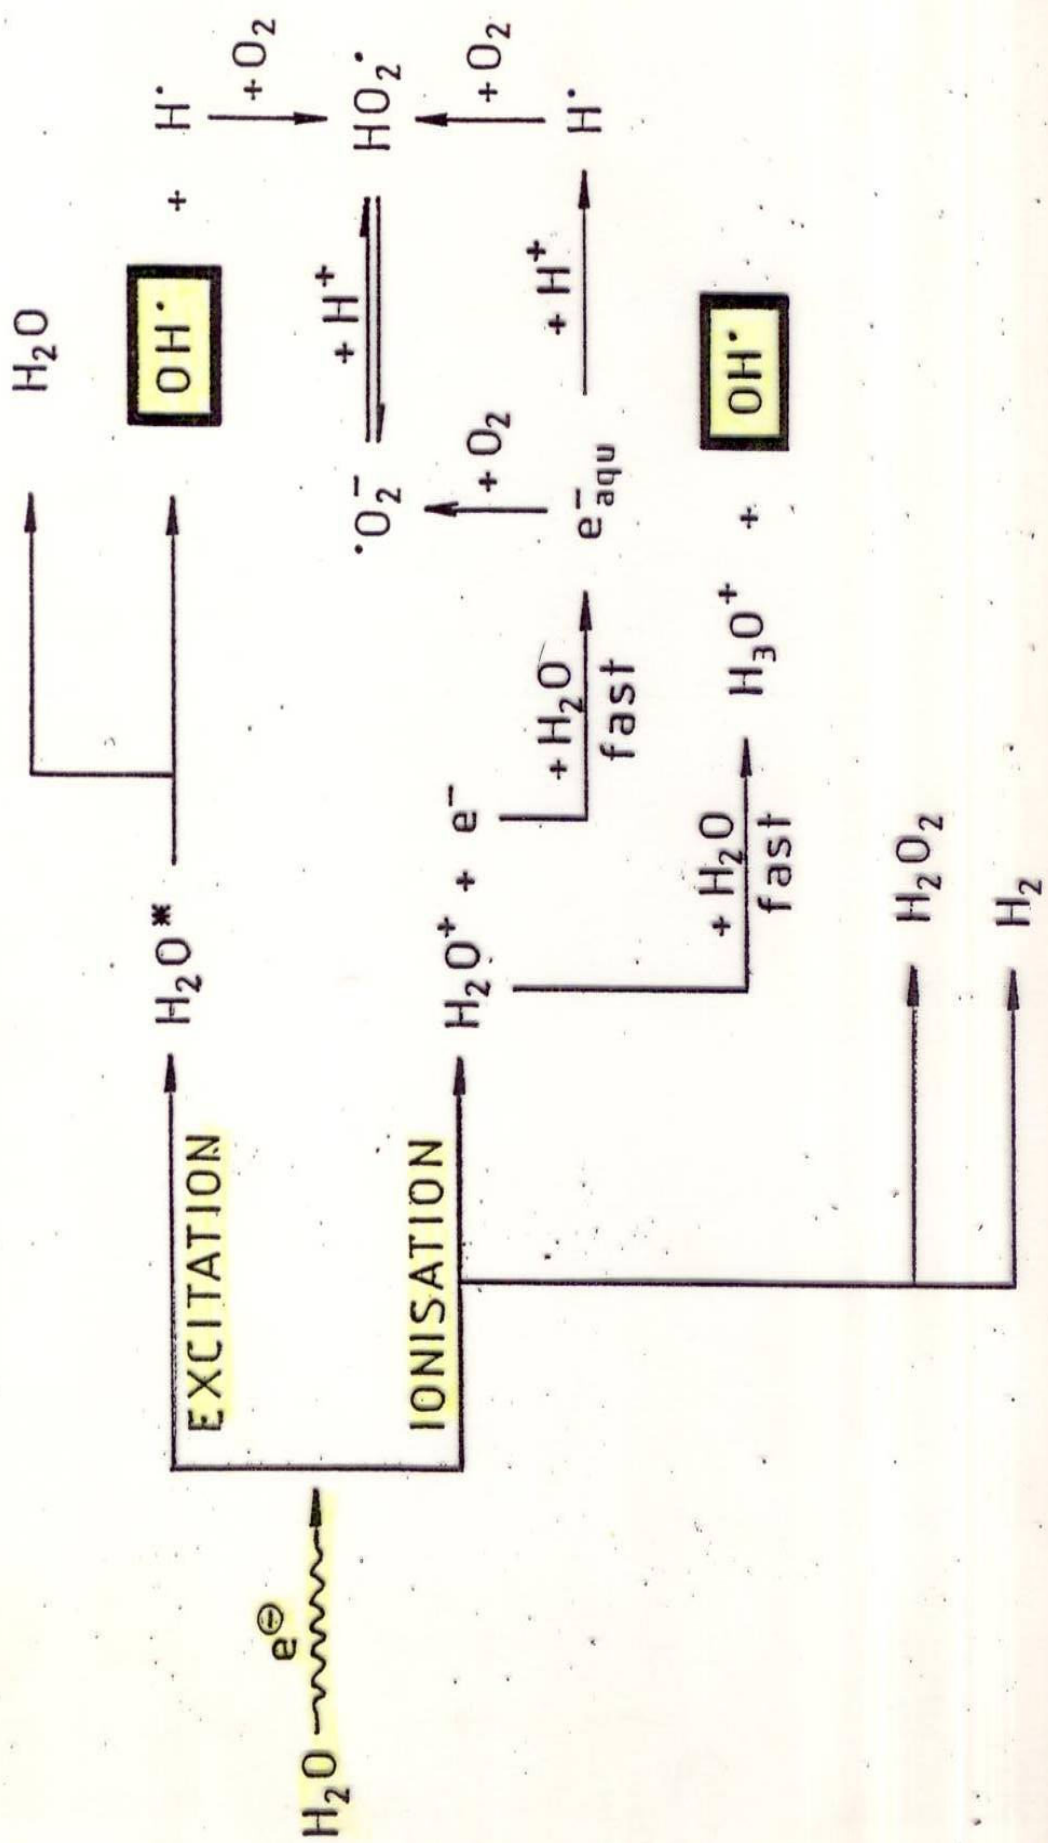 H₂O
OH• + H•
+ O₂
H₂O*
EXCITATION
e⊖
H₂O
•O₂⁻ + H⁺ HO₂•
+ O₂ + O₂
IONISATION
H₂O⁺ + e⁻
+ H₂O
fast
e⁻aqu
+ H⁺
H•
+ H₂O
fast
H₃O⁺ + OH•
H₂O₂
H₂